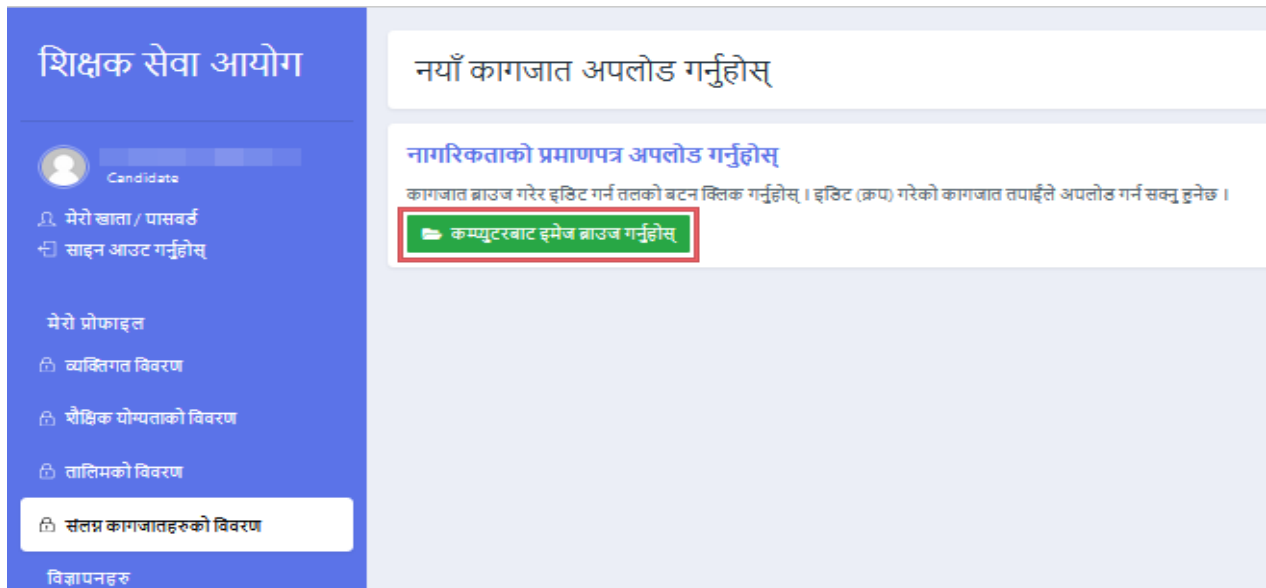 शिक्षक सेवा आयोग
Candidate
मेरो खाता / पासवर्ड
साइन आउट गर्नुहोस्
मेरो प्रोफाइल
व्यक्तिगत विवरण
शैक्षिक योग्यताको विवरण
तालिमको विवरण
संलग्न कागजातहरुको विवरण
विज्ञापनहरु
नयाँ कागजात अपलोड गर्नुहोस्
नागरिकताको प्रमाणपत्र अपलोड गर्नुहोस्
कागजात ब्राउज गरेर इडिट गर्न तलको बटन क्लिक गर्नुहोस् । इडिट (क्रप) गरेको कागजात तपाईंले अपलोड गर्न सक्नु हुनेछ ।
कम्प्युटरबाट इमेज ब्राउज गर्नुहोस्